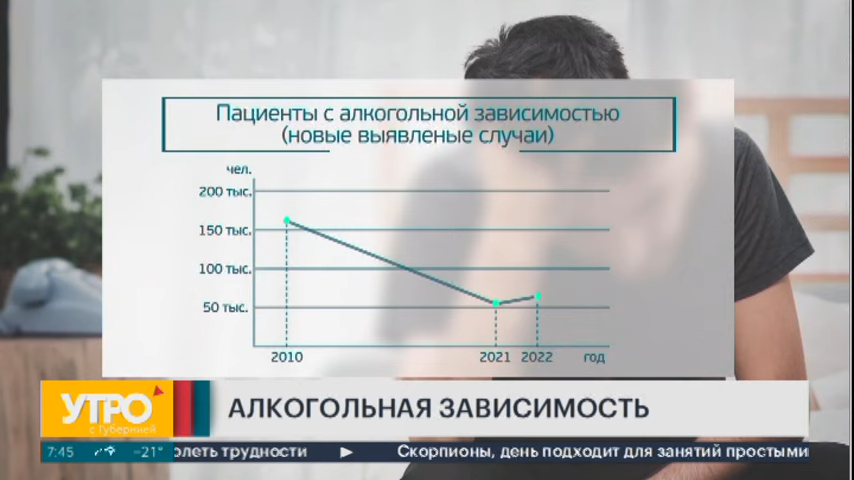 Пациенты с алкогольной зависимостью
(новые выявленые случаи)
чел.
200 тыс.
150 тыс.
100 тыс.
50 тыс.
2010
2021
2022
год
УТРО
с Губернией
АЛКОГОЛЬНАЯ ЗАВИСИМОСТЬ
7:45 -21° олеть трудности ▶ Скорпионы, день подходит для занятий простыми